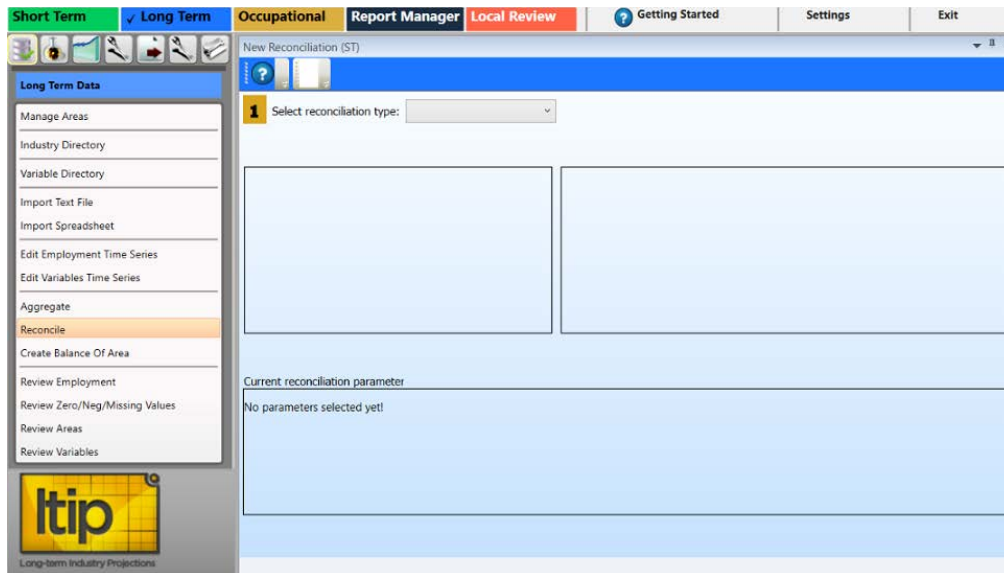 Short Term ✓ Long Term Occupational Report Manager Local Review ? Getting Started Settings Exit
New Reconciliation (ST)
?
Long Term Data
1 Select reconciliation type:
Manage Areas
Industry Directory
Variable Directory
Import Text File
Import Spreadsheet
Edit Employment Time Series
Edit Variables Time Series
Aggregate
Reconcile
Create Balance Of Area
Review Employment
Review Zero/Neg/Missing Values
Review Areas
Review Variables
Current reconciliation parameter
No parameters selected yet!
ltip
Long-term Industry Projections